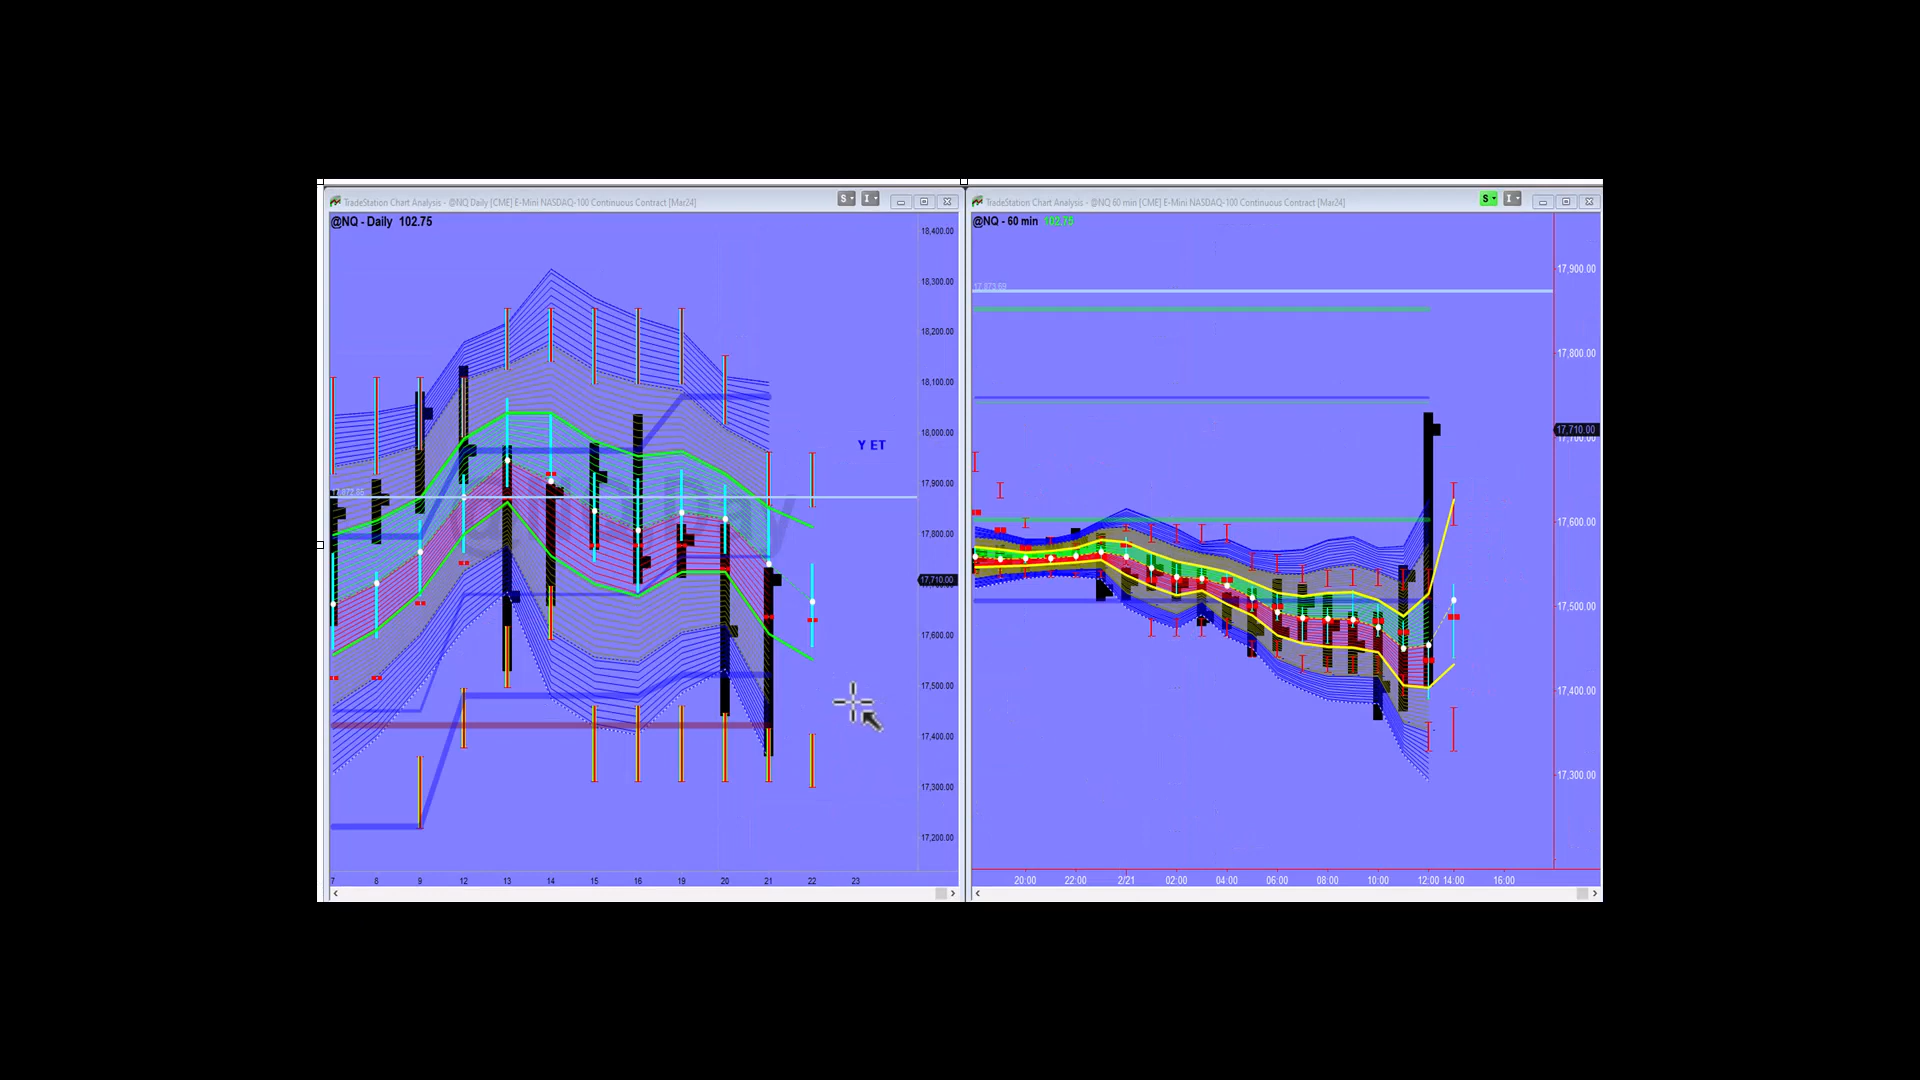 TradeStation Chart Analysis - @NQ Daily [CME] E-Mini NASDAQ-100 Continuous Contract [Mar24]
S
I
@NQ - Daily 102.75
18,400.00
18,300.00
18,200.00
18,100.00
18,000.00
17,900.00
17,800.00
17,710.00
17,600.00
17,500.00
17,400.00
17,300.00
17,200.00
Y ET
7 8 9 12 13 14 15 16 19 20 21 22 23
TradeStation Chart Analysis - @NQ 60 min [CME] E-Mini NASDAQ-100 Continuous Contract [Mar24]
S
I
@NQ - 60 min 102.75
17,873.69
17,900.00
17,800.00
17,710.00
17,700.00
17,600.00
17,500.00
17,400.00
17,300.00
20:00 22:00 2/21 02:00 04:00 06:00 08:00 10:00 12:00 14:00 16:00